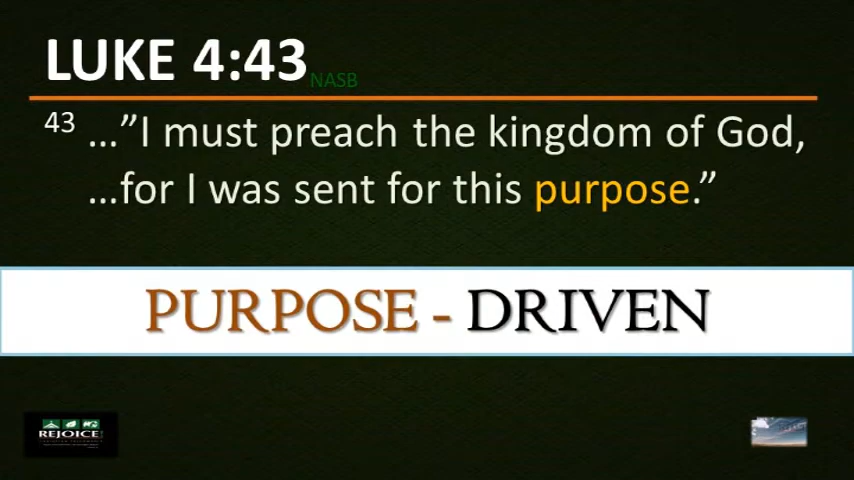 LUKE 4:43 NASB
43 …”I must preach the kingdom of God,
…for I was sent for this purpose.”
PURPOSE - DRIVEN
REJOICE